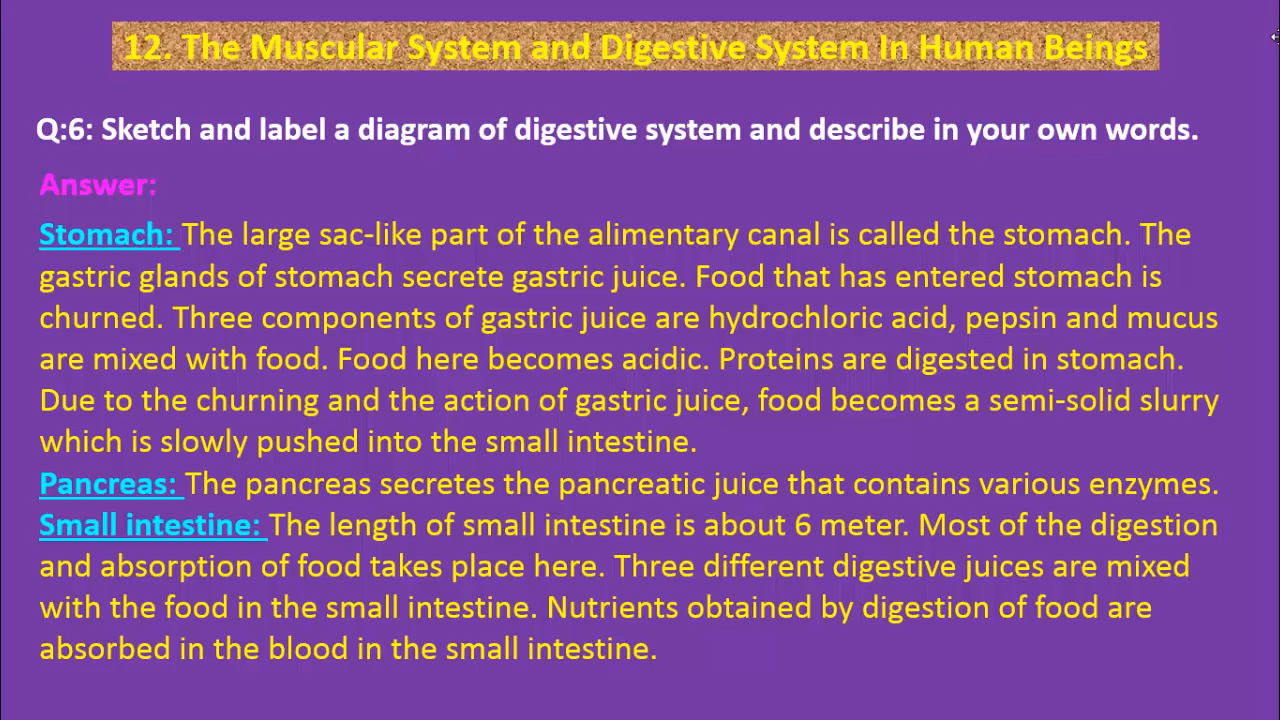 12. The Muscular System and Digestive System In Human Beings
Q:6: Sketch and label a diagram of digestive system and describe in your own words.
Answer:
Stomach: The large sac-like part of the alimentary canal is called the stomach. The
gastric glands of stomach secrete gastric juice. Food that has entered stomach is
churned. Three components of gastric juice are hydrochloric acid, pepsin and mucus
are mixed with food. Food here becomes acidic. Proteins are digested in stomach.
Due to the churning and the action of gastric juice, food becomes a semi-solid slurry
which is slowly pushed into the small intestine.
Pancreas: The pancreas secretes the pancreatic juice that contains various enzymes.
Small intestine: The length of small intestine is about 6 meter. Most of the digestion
and absorption of food takes place here. Three different digestive juices are mixed
with the food in the small intestine. Nutrients obtained by digestion of food are
absorbed in the blood in the small intestine.